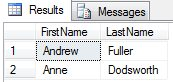 Results Messages
FirstName LastName
1 Andrew Fuller
2 Anne Dodsworth